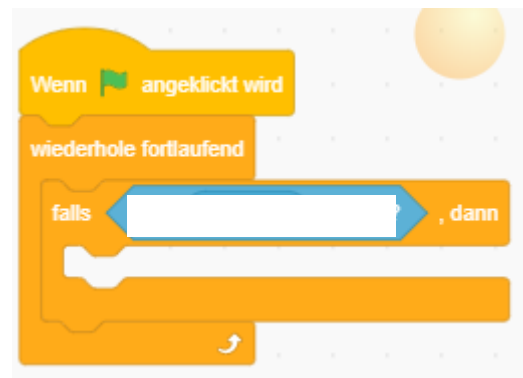 Wenn angeklickt wird
wiederhole fortlaufend
falls ? , dann